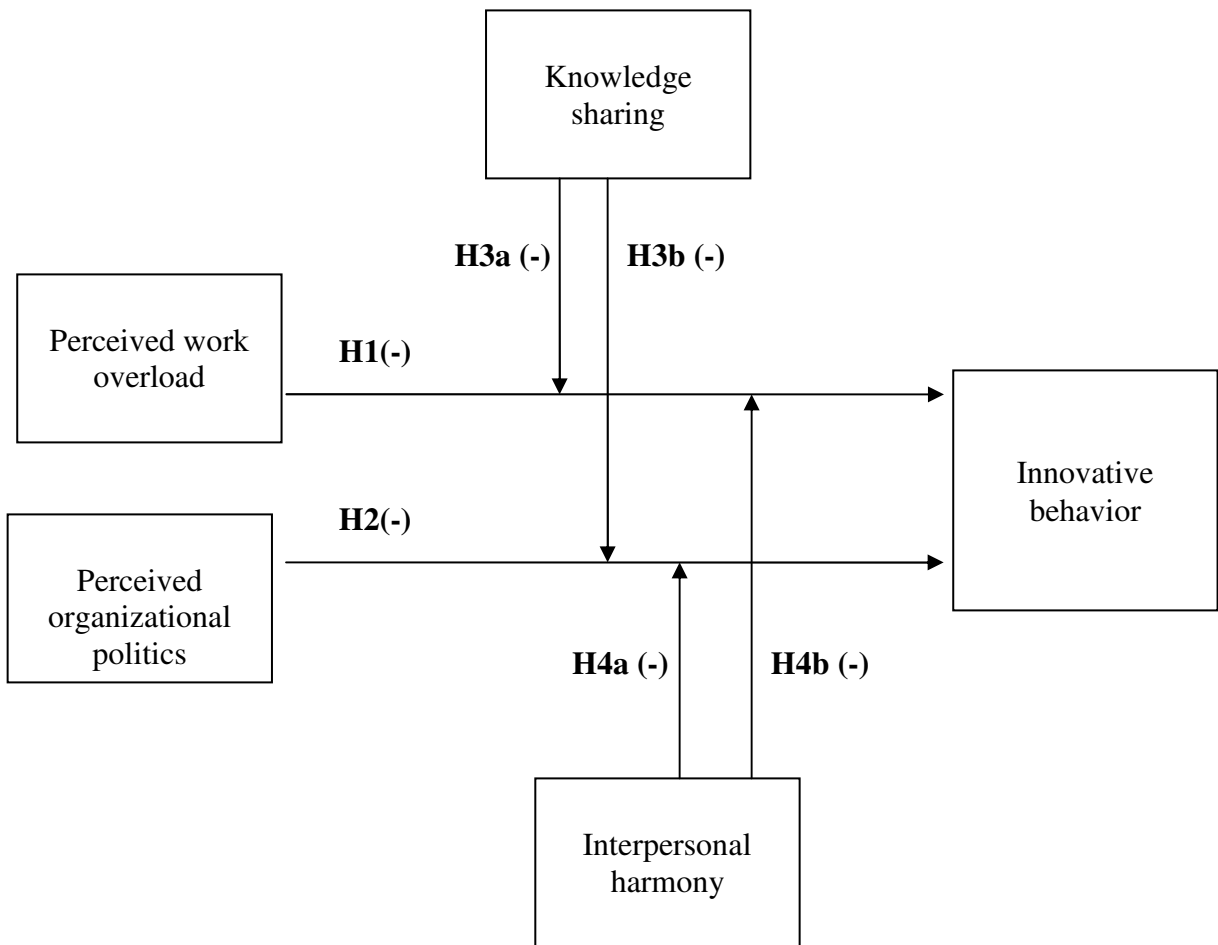 Knowledge
sharing
H3a (-)
H3b (-)
Perceived work
overload
H1(-)
Innovative
behavior
H2(-)
Perceived
organizational
politics
H4a (-)
H4b (-)
Interpersonal
harmony